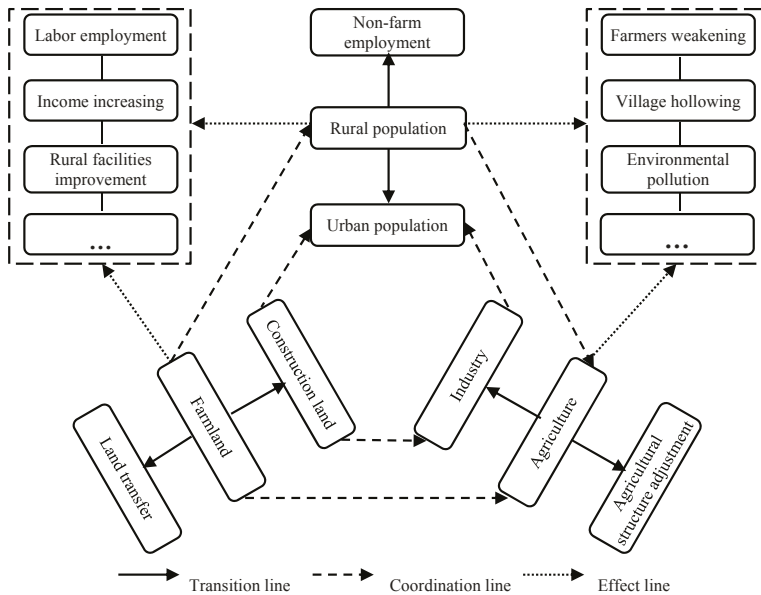 Labor employment
Income increasing
Rural facilities
improvement
...
Non-farm
employment
Rural population
Urban population
Farmers weakening
Village hollowing
Environmental
pollution
...
Construction land
Farmland
Land transfer
Industry
Agriculture
Agricultural
structure adjustment
Transition line
Coordination line
Effect line